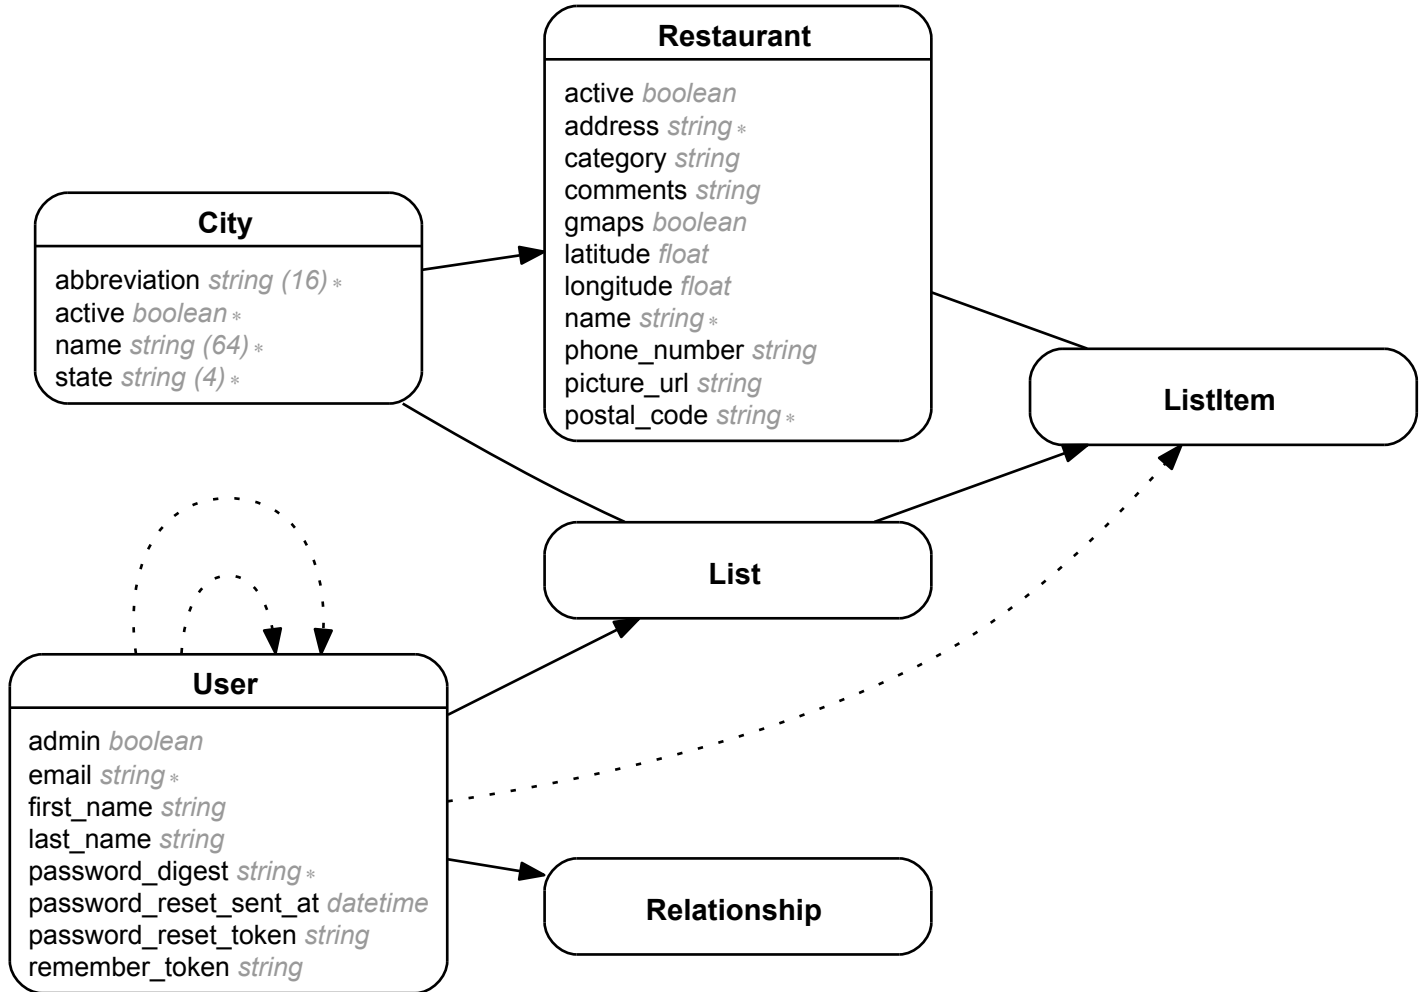 Restaurant
active boolean
address string *
category string
comments string
gmaps boolean
latitude float
longitude float
name string *
phone_number string
picture_url string
postal_code string *
City
abbreviation string (16) *
active boolean *
name string (64) *
state string (4) *
ListItem
List
User
admin boolean
email string *
first_name string
last_name string
password_digest string *
password_reset_sent_at datetime
password_reset_token string
remember_token string
Relationship